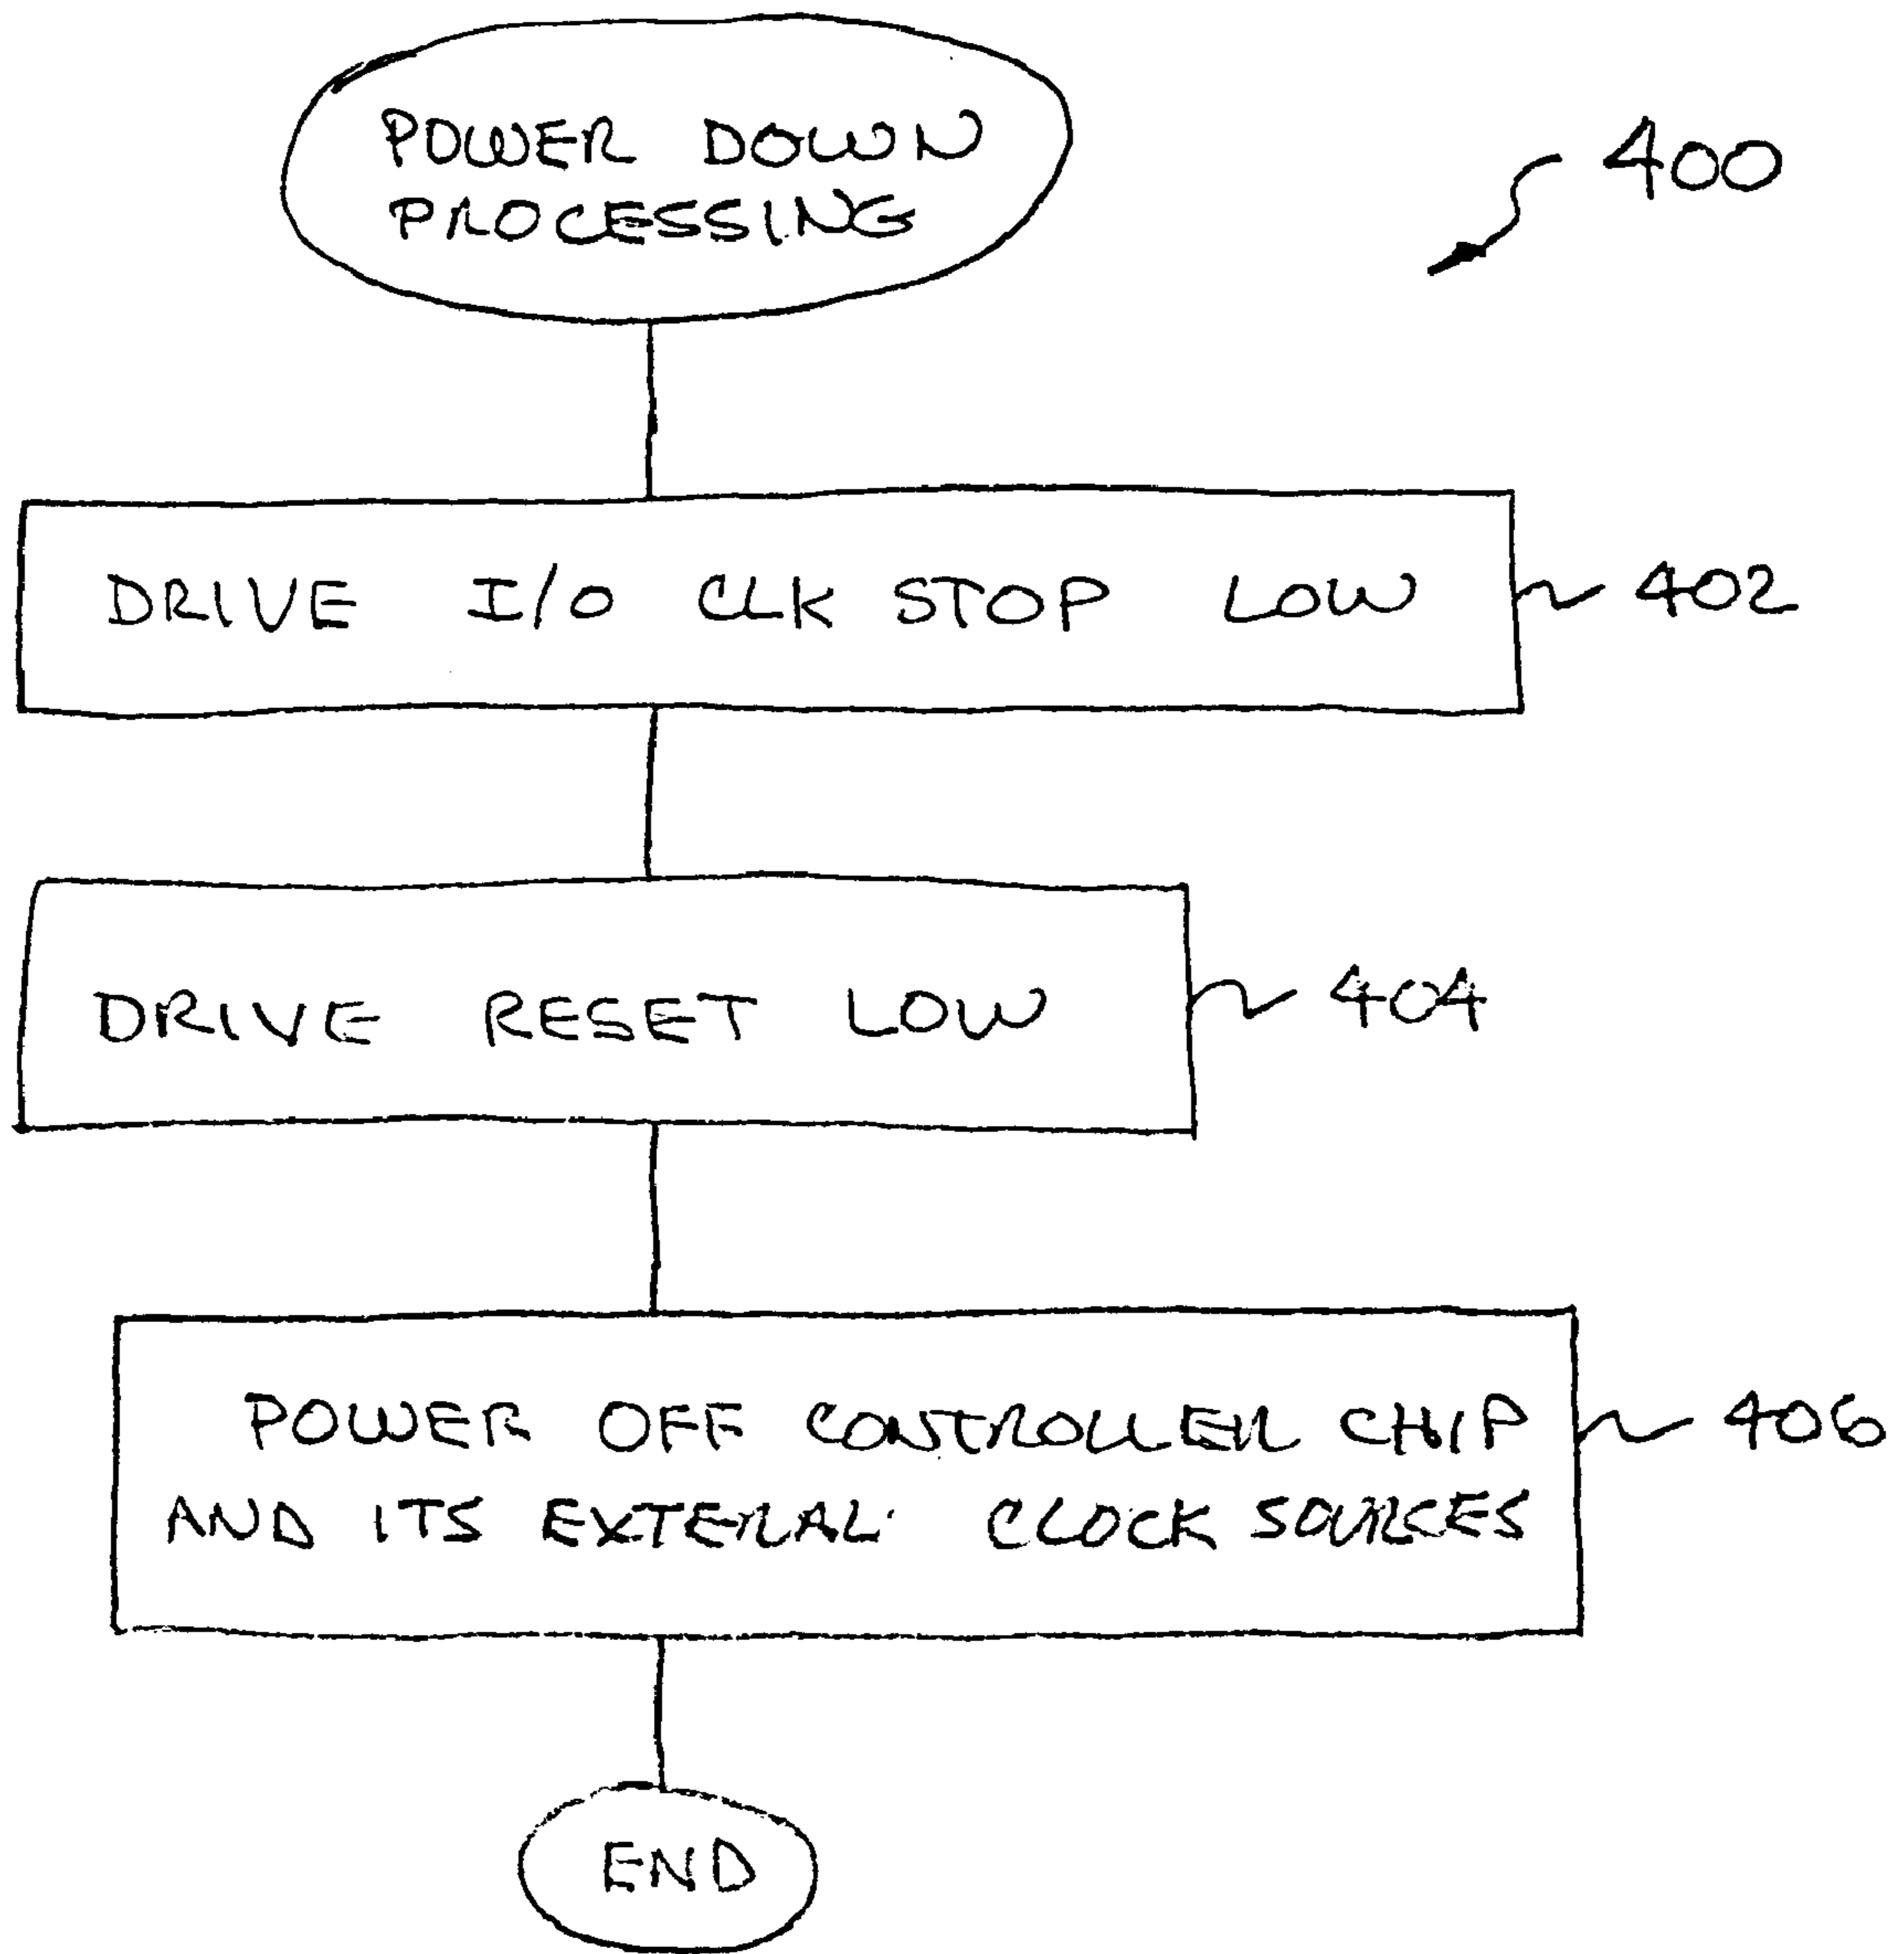 POWER DOWN
PROCESSING
400
DRIVE I/O CLK STOP LOW
402
DRIVE RESET LOW
404
POWER OFF CONTROLLER CHIP
AND ITS EXTERNAL CLOCK SOURCES
406
END